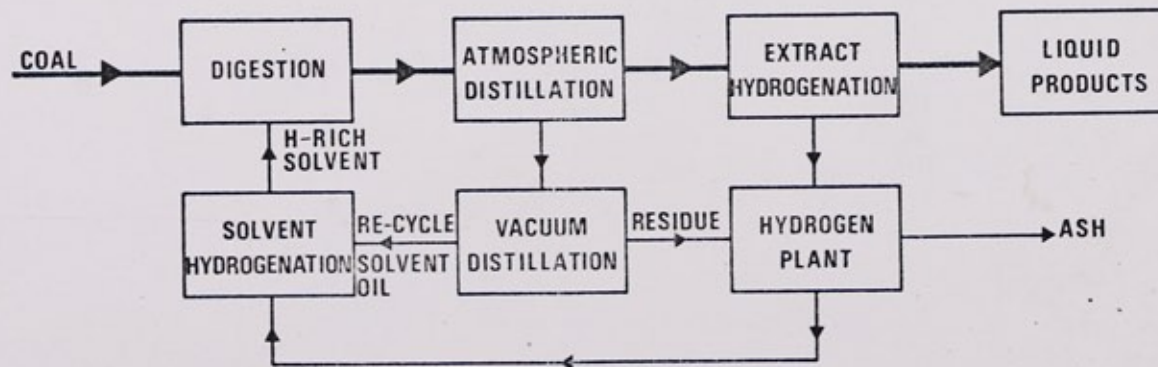 COAL
DIGESTION
ATMOSPHERIC
DISTILLATION
EXTRACT
HYDROGENATION
LIQUID
PRODUCTS
H-RICH
SOLVENT
SOLVENT
HYDROGENATION
RE-CYCLE
SOLVENT
OIL
VACUUM
DISTILLATION
RESIDUE
HYDROGEN
PLANT
ASH